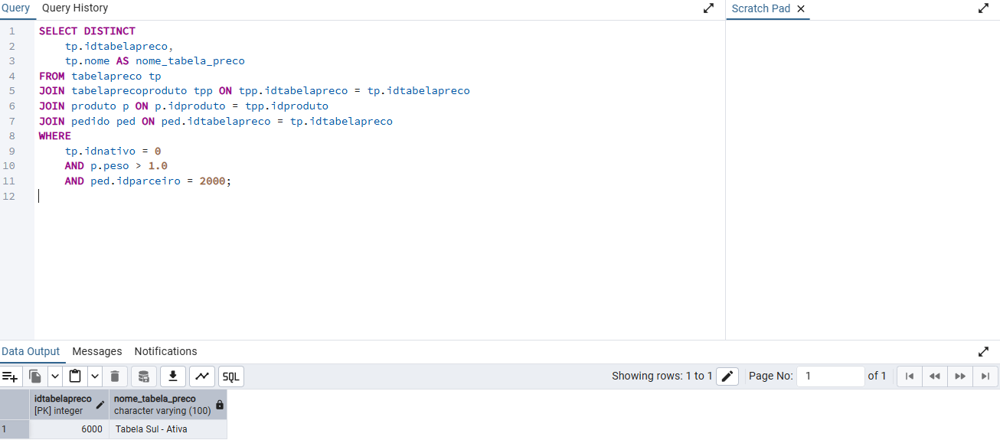 Query Query History
Scratch Pad
1 SELECT DISTINCT
2 tp.idtabelapreco,
3 tp.nome AS nome_tabela_preco
4 FROM tabelapreco tp
5 JOIN tabelaprecoproduto tpp ON tpp.idtabelapreco = tp.idtabelapreco
6 JOIN produto p ON p.idproduto = tpp.idproduto
7 JOIN pedido ped ON ped.idtabelapreco = tp.idtabelapreco
8 WHERE
9 tp.idnativo = 0
10 AND p.peso > 1.0
11 AND ped.idparceiro = 2000;
12
Data Output Messages Notifications
SQL Showing rows: 1 to 1 Page No: 1 of 1
idtabelapreco nome_tabela_preco
[PK] integer character varying (100)
1 6000 Tabela Sul - Ativa